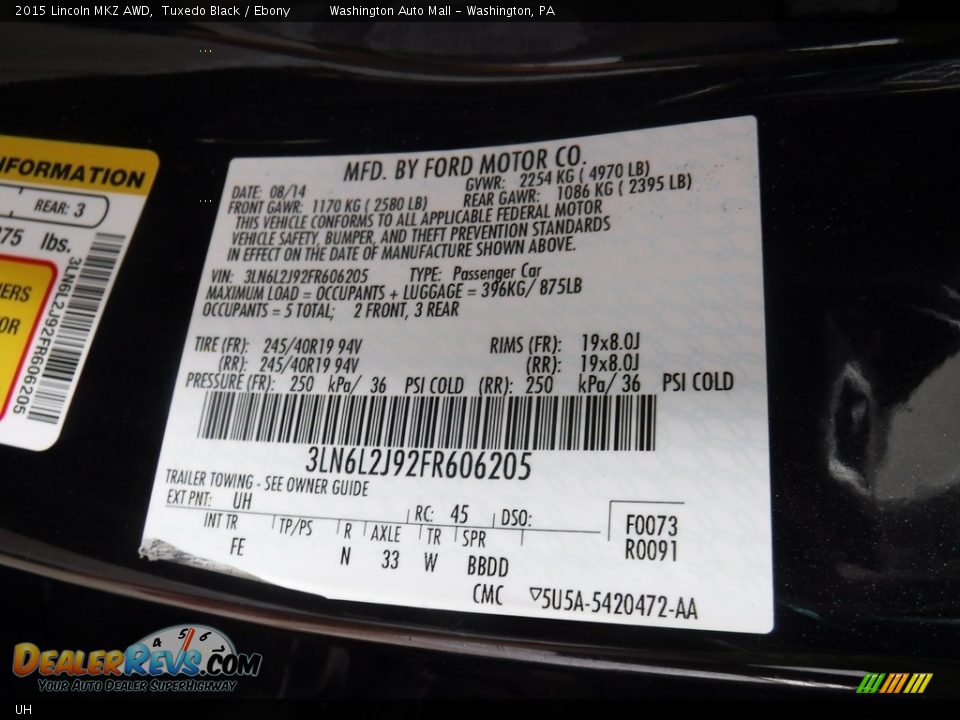 2015 Lincoln MKZ AWD, Tuxedo Black / Ebony Washington Auto Mall - Washington, PA
INFORMATION
REAR: 3
875 lbs.
3LN6L2J92FR606205
MFD. BY FORD MOTOR CO.
DATE: 08/14 GVWR: 2254 KG ( 4970 LB)
FRONT GAWR: 1170 KG ( 2580 LB) REAR GAWR: 1086 KG ( 2395 LB)
THIS VEHICLE CONFORMS TO ALL APPLICABLE FEDERAL MOTOR
VEHICLE SAFETY, BUMPER, AND THEFT PREVENTION STANDARDS
IN EFFECT ON THE DATE OF MANUFACTURE SHOWN ABOVE.
VIN: 3LN6L2J92FR606205 TYPE: Passenger Car
MAXIMUM LOAD = OCCUPANTS + LUGGAGE = 396KG/ 875LB
OCCUPANTS = 5 TOTAL; 2 FRONT, 3 REAR
TIRE (FR): 245/40R19 94V RIMS (FR): 19x8.0J
(RR): 245/40R19 94V (RR): 19x8.0J
PRESSURE (FR): 250 kPa/ 36 PSI COLD (RR): 250 kPa/ 36 PSI COLD
3LN6L2J92FR606205
TRAILER TOWING - SEE OWNER GUIDE
EXT PNT: UH RC: 45 DSO:
INT TR TP/PS R AXLE TR SPR
FE N 33 W BBDD
F0073
R0091
CMC ▽5U5A-5420472-AA
4 5 6
DEALERREVS.COM
YOUR AUTO DEALER SUPERHIGHWAY
UH